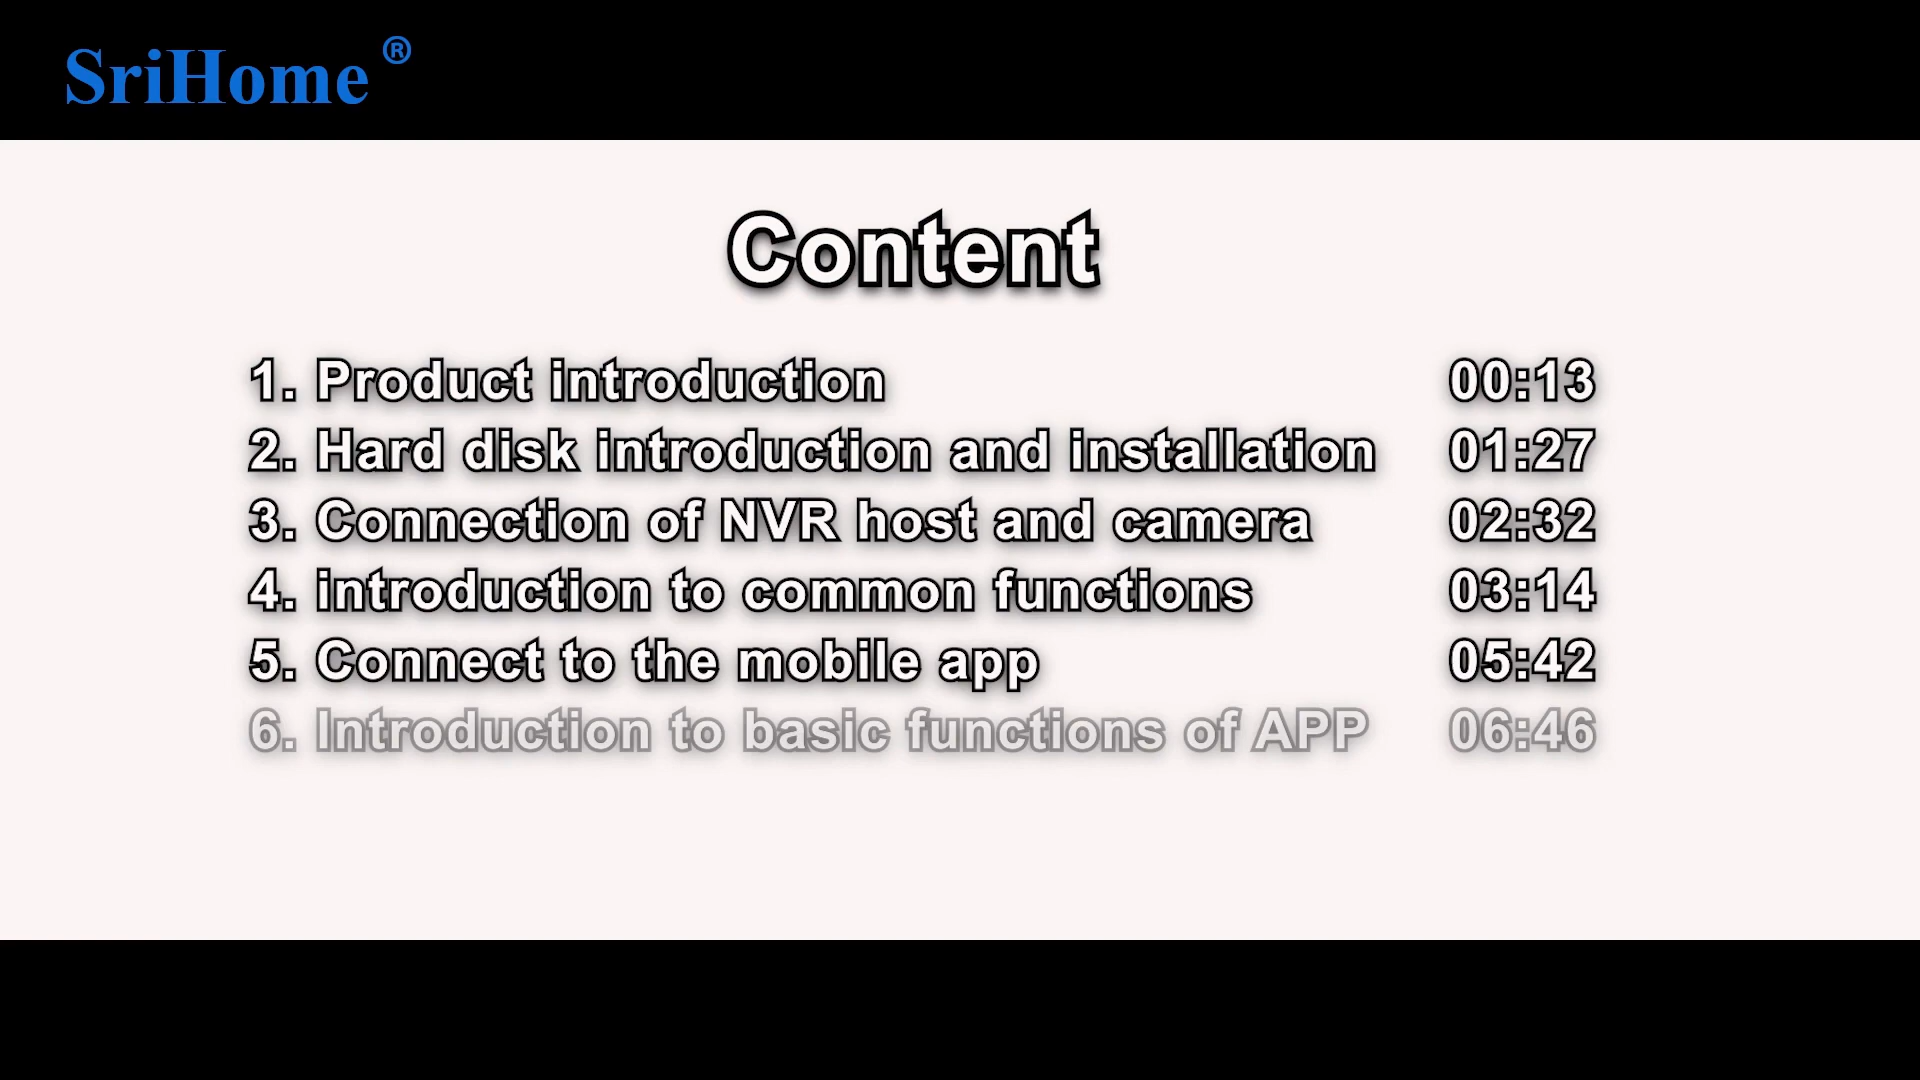 SriHome ®
Content
1. Product introduction 00:13
2. Hard disk introduction and installation 01:27
3. Connection of NVR host and camera 02:32
4. introduction to common functions 03:14
5. Connect to the mobile app 05:42
6. Introduction to basic functions of APP 06:46